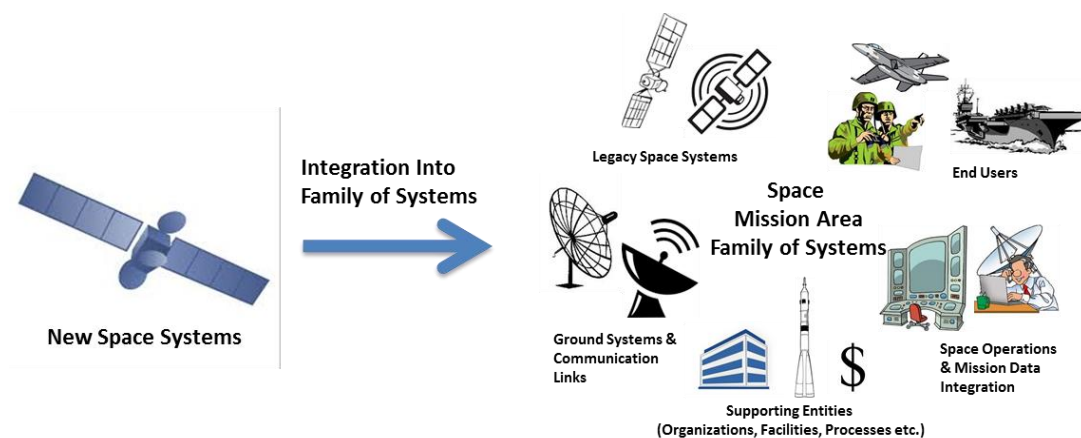 New Space Systems
Integration Into
Family of Systems
Legacy Space Systems
End Users
Space
Mission Area
Family of Systems
Ground Systems &
Communication
Links
$
Supporting Entities
(Organizations, Facilities, Processes etc.)
Space Operations
& Mission Data
Integration